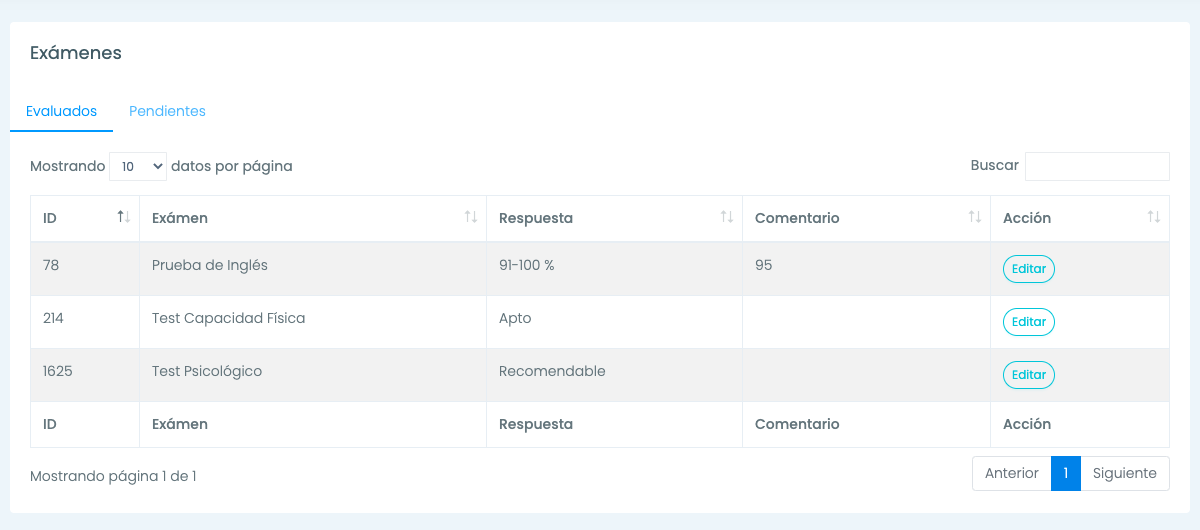 Exámenes
Evaluados Pendientes
Mostrando 10 datos por página Buscar
ID Exámen Respuesta Comentario Acción
78 Prueba de Inglés 91-100 % 95 Editar
214 Test Capacidad Física Apto Editar
1625 Test Psicológico Recomendable Editar
ID Exámen Respuesta Comentario Acción
Mostrando página 1 de 1 Anterior 1 Siguiente